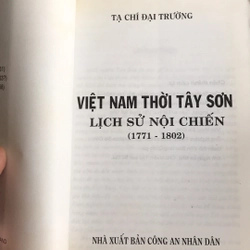 TẠ CHÍ ĐẠI TRƯỜNG
VIỆT NAM THỜI TÂY SƠN
LỊCH SỬ NỘI CHIẾN
(1771 - 1802)
NHÀ XUẤT BẢN CÔNG AN NHÂN DÂN